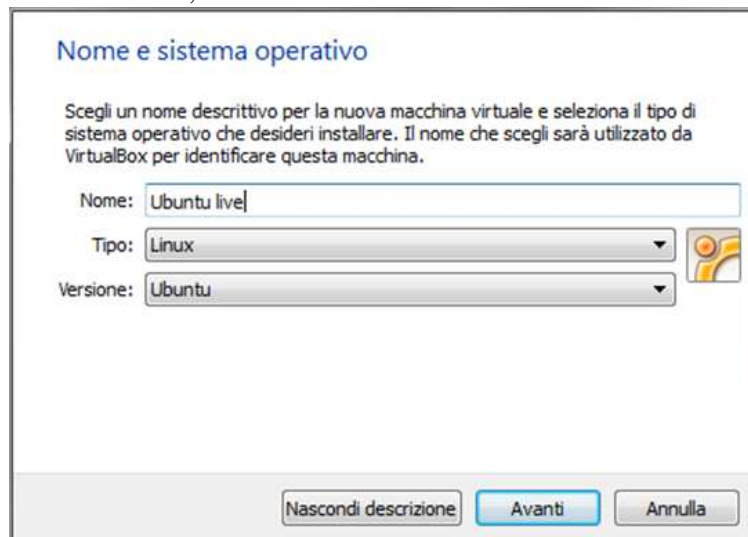 Nome e sistema operativo
Scegli un nome descrittivo per la nuova macchina virtuale e seleziona il tipo di
sistema operativo che desideri installare. Il nome che scegli sarà utilizzato da
VirtualBox per identificare questa macchina.
Nome: Ubuntu live
Tipo: Linux
Versione: Ubuntu
Nascondi descrizione Avanti Annulla